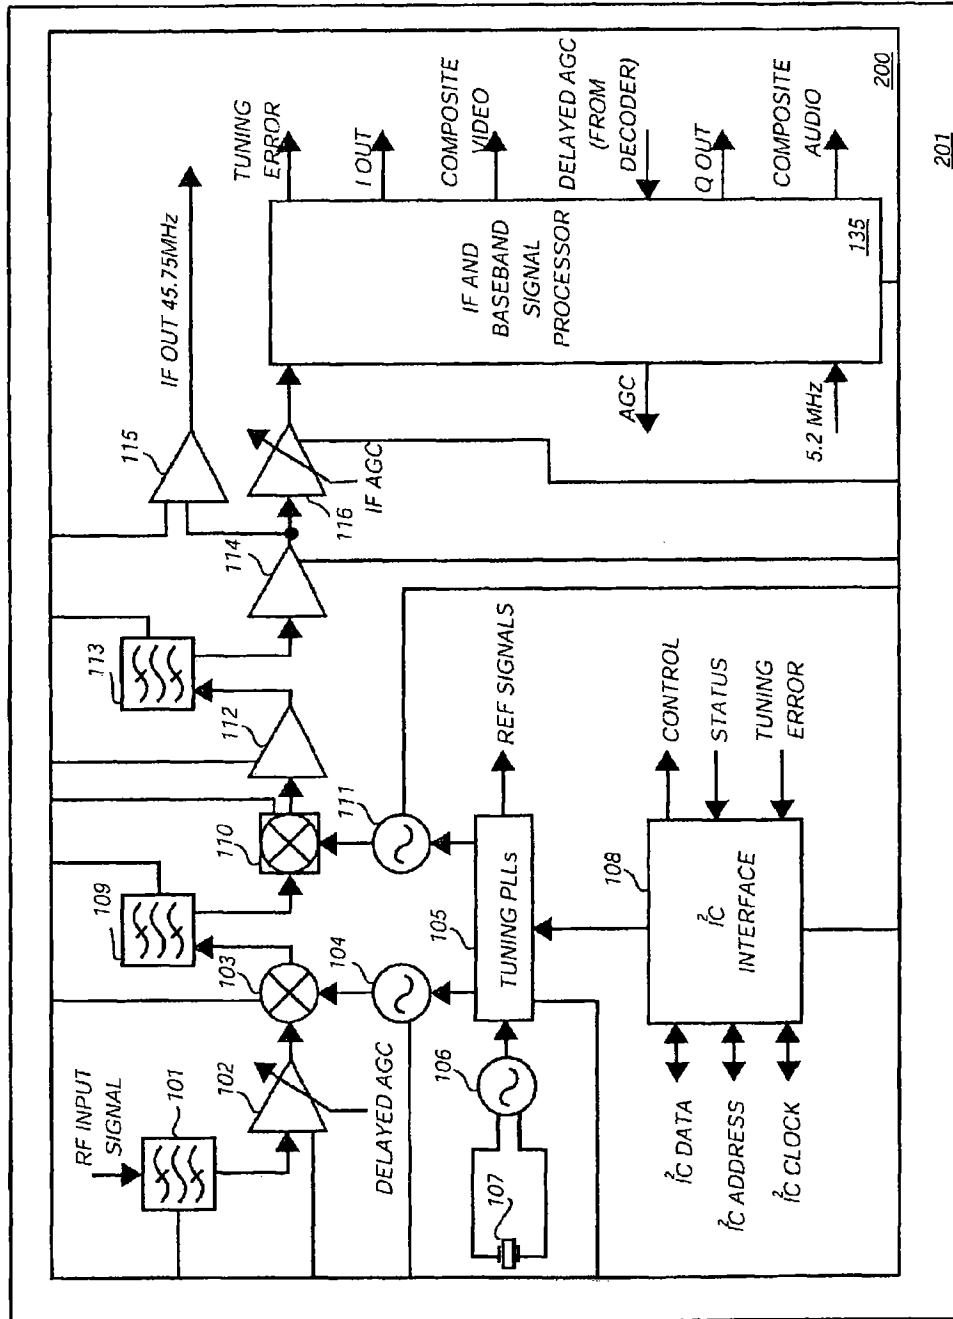 RF INPUT
SIGNAL
101
102
DELAYED AGC
103
104
109
110
111
112
113
114
115
IF OUT 45.75MHz
116
IF AGC
TUNING
ERROR
I OUT
COMPOSITE
VIDEO
DELAYED AGC
(FROM
DECODER)
Q OUT
COMPOSITE
AUDIO
IF AND
BASEBAND
SIGNAL
PROCESSOR
135
AGC
5.2 MHz
105
TUNING PLLs
REF SIGNALS
106
107
108
I²C
INTERFACE
CONTROL
STATUS
TUNING
ERROR
I²C DATA
I²C ADDRESS
I²C CLOCK
200
201